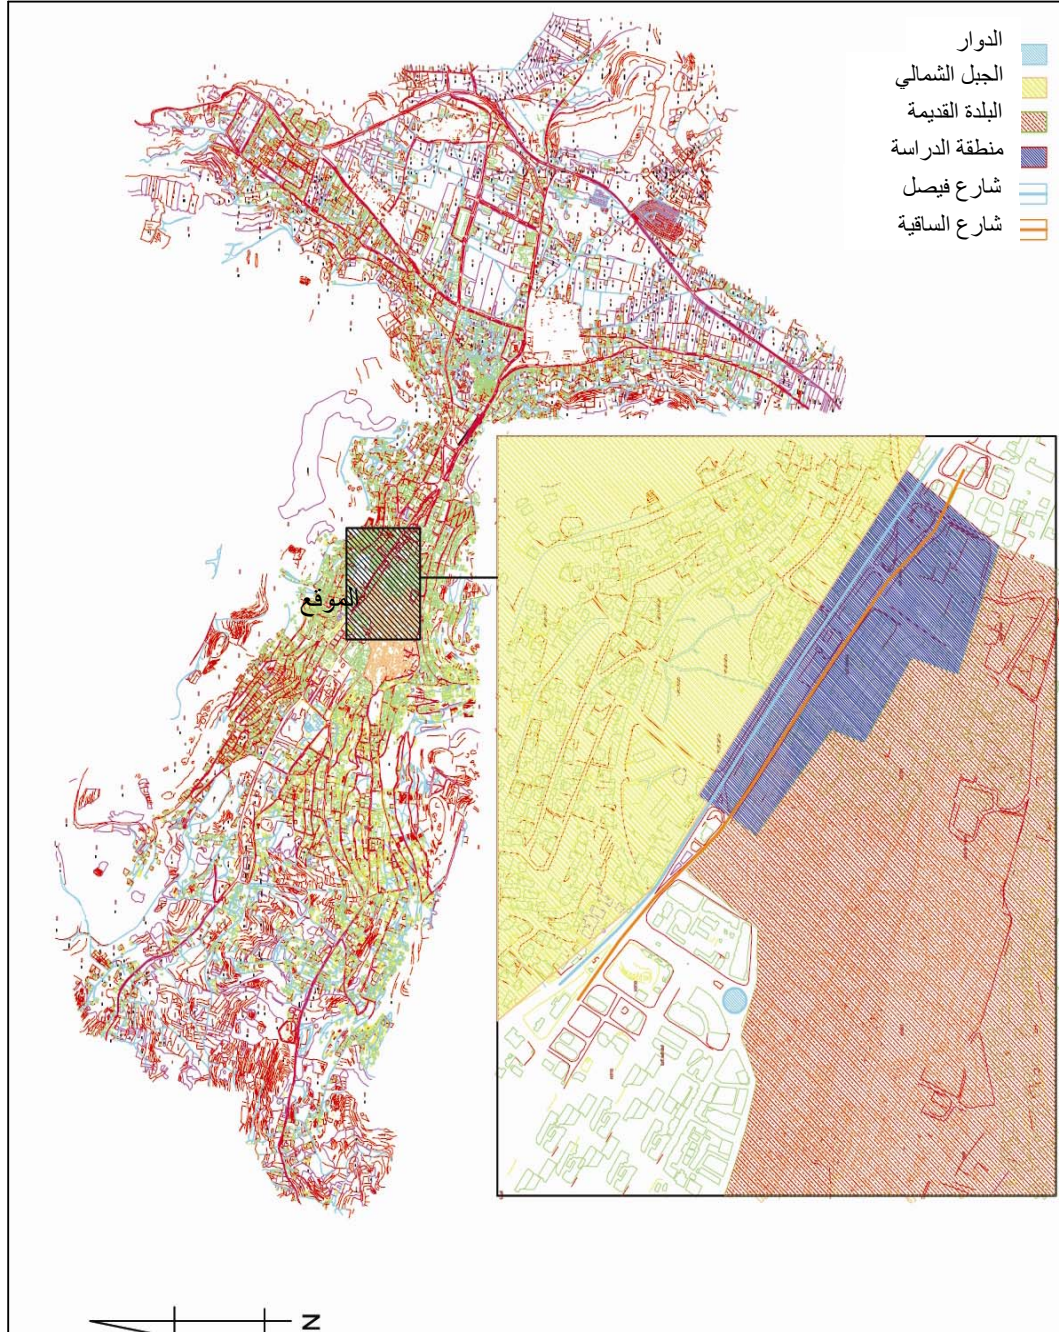 الدوار
الجبل الشمالي
البلدة القديمة
منطقة الدراسة
شارع فيصل
شارع الساقية
الموقع
N